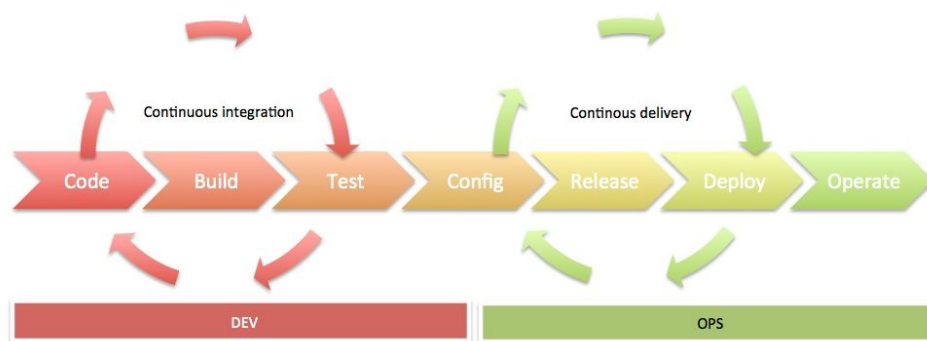 Continuous integration
Continous delivery
Code
Build
Test
Config
Release
Deploy
Operate
DEV
OPS